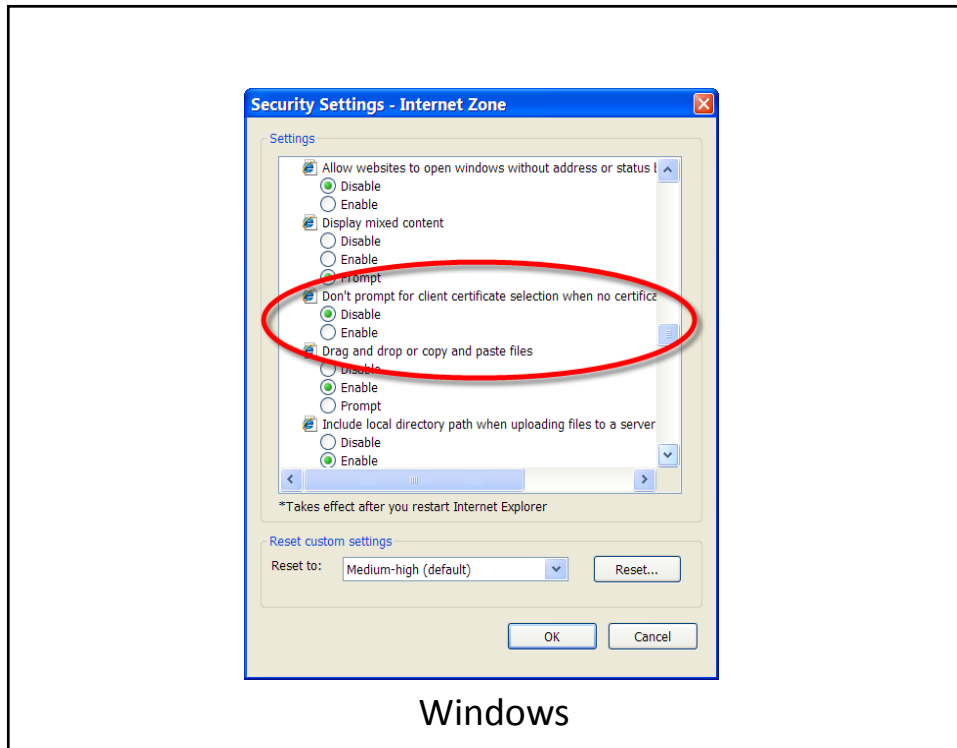 Security Settings - Internet Zone
Settings
Allow websites to open windows without address or status
Disable
Enable
Display mixed content
Disable
Enable
Prompt
Don't prompt for client certificate selection when no certifica
Disable
Enable
Drag and drop or copy and paste files
Disable
Enable
Prompt
Include local directory path when uploading files to a server
Disable
Enable
*Takes effect after you restart Internet Explorer
Reset custom settings
Reset to: Medium-high (default) Reset...
OK Cancel
Windows